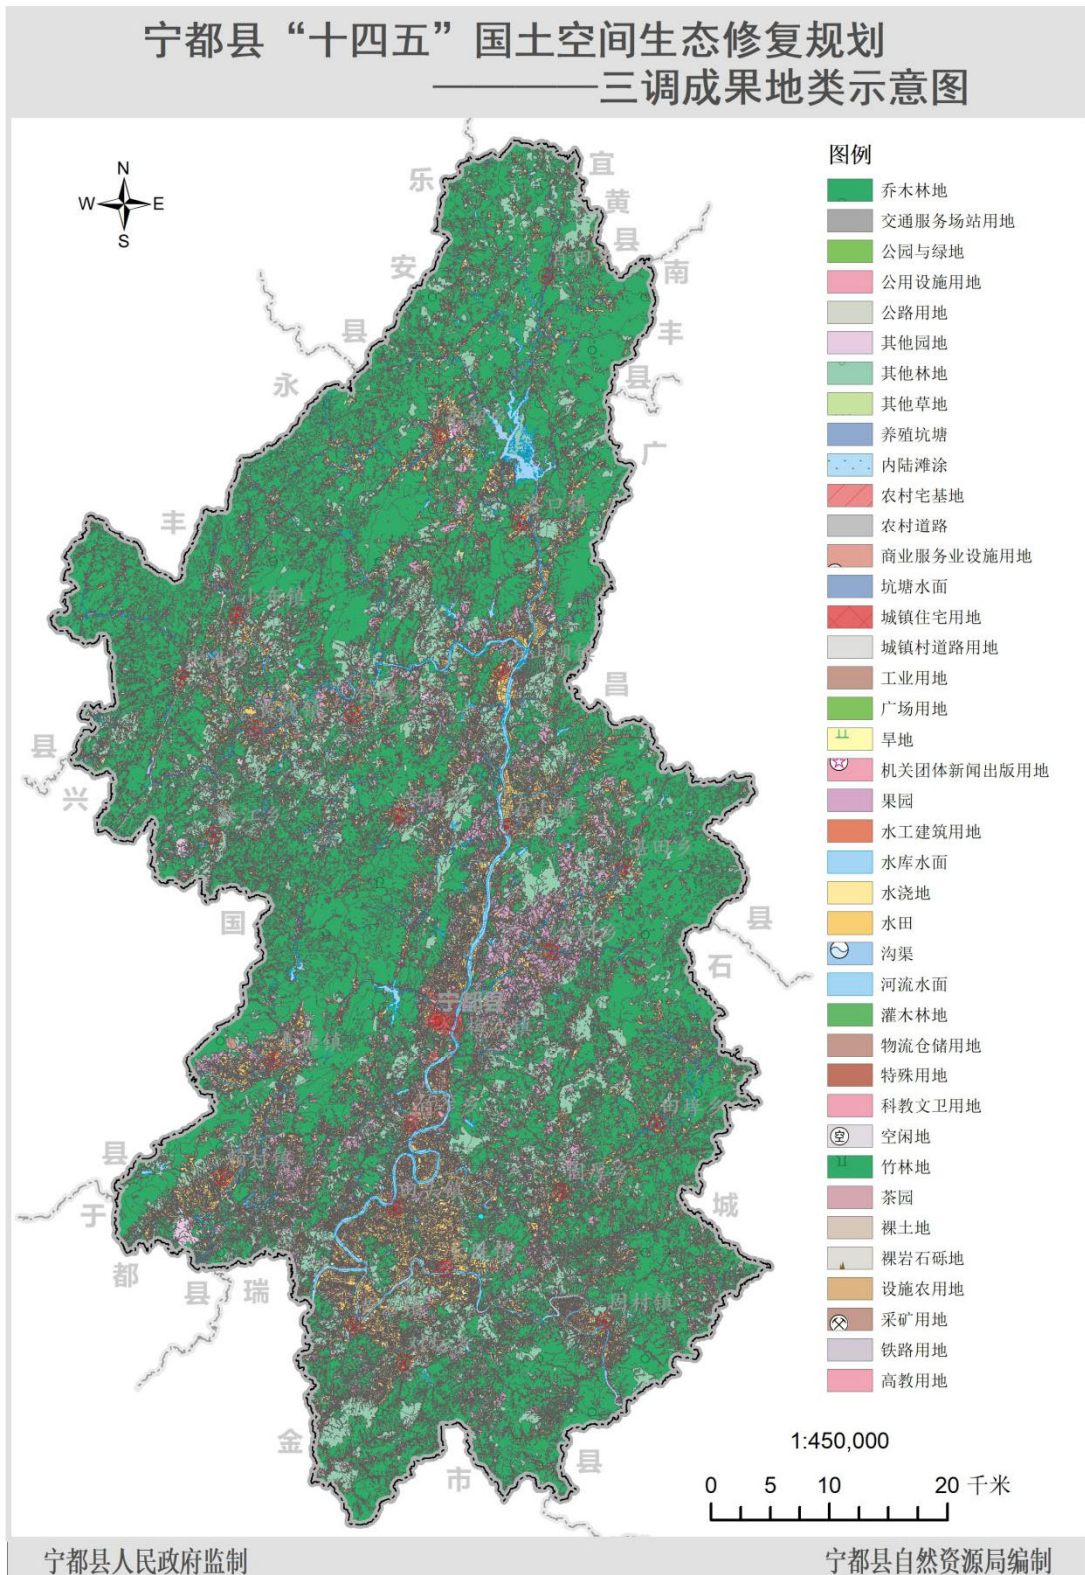 宁都县“十四五”国土空间生态修复规划
————三调成果地类示意图
N
W
E
S
乐
安
县
宜
黄
县
南
丰
县
广
昌
县
石
城
县
永
丰
县
兴
国
县
于
都
县
瑞
金
市
宁都县
小布镇
固村镇
图例
乔木林地
交通服务场站用地
公园与绿地
公用设施用地
公路用地
其他园地
其他林地
其他草地
养殖坑塘
内陆滩涂
农村宅基地
农村道路
商业服务业设施用地
坑塘水面
城镇住宅用地
城镇村道路用地
工业用地
广场用地
旱地
机关团体新闻出版用地
果园
水工建筑用地
水库水面
水浇地
水田
沟渠
河流水面
灌木林地
物流仓储用地
特殊用地
科教文卫用地
空 空闲地
竹林地
茶园
裸土地
裸岩石砾地
设施农用地
采矿用地
铁路用地
高教用地
1:450,000
0 5 10 20 千米
宁都县人民政府监制
宁都县自然资源局编制